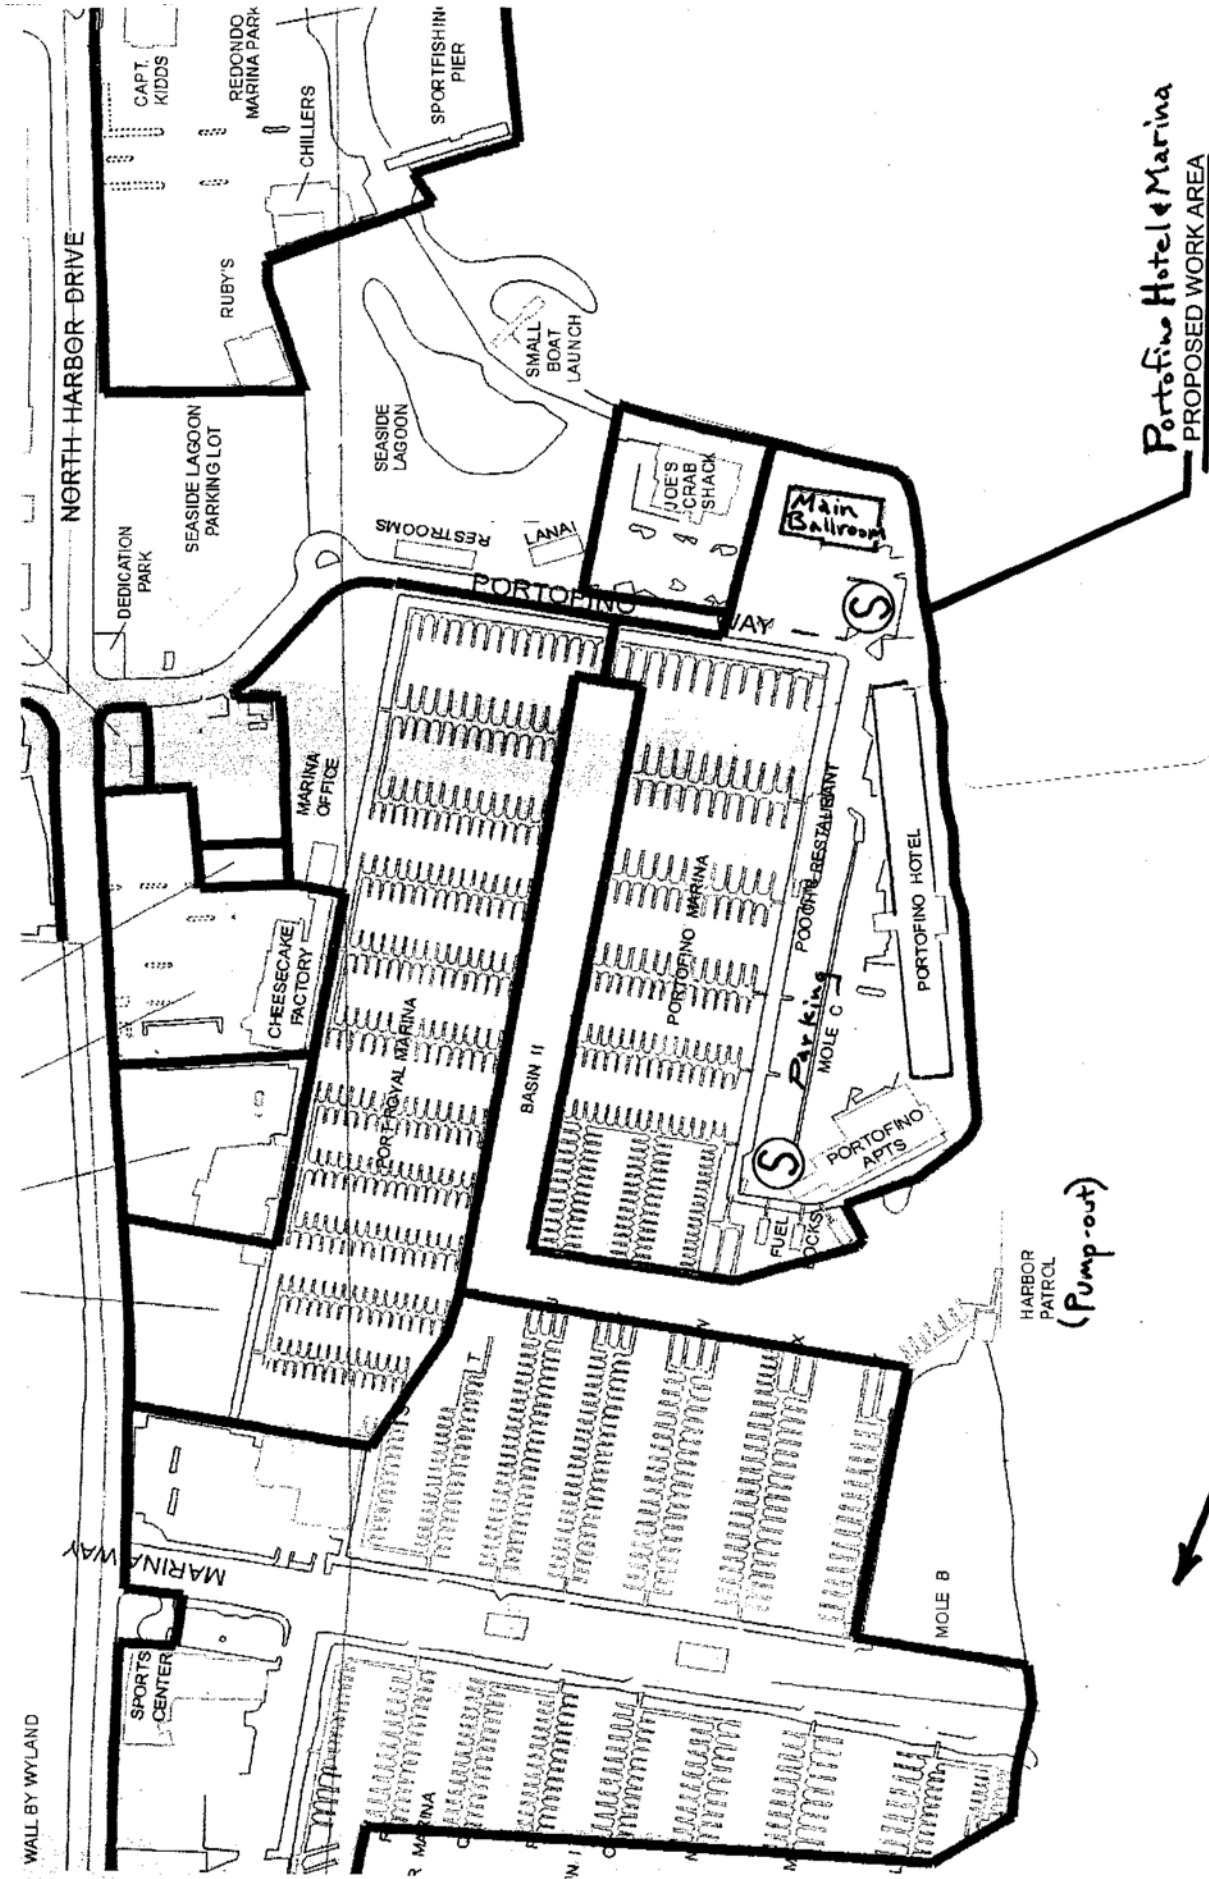 CAPT.
KIDDS
REDONDO
MARINA PARK
SPORTFISHING
PIER
CHILLERS
NORTH HARBOR DRIVE
RUBY'S
SMALL
BOAT
LAUNCH
SEASIDE
LAGOON
SEASIDE LAGOON
PARKING LOT
DEDICATION
PARK
RESTROOMS
LANAI
JOE'S
CRAB
SHACK
Main
Ballroom
Portofino Hotel & Marina
PROPOSED WORK AREA
PORTOFINO WAY
S
MARINA
OFFICE
CHEESECAKE
FACTORY
PORT ROYAL MARINA
BASIN II
PORTOFINO MARINA
RESTAURANT
Parking
MOLE C
PORTOFINO HOTEL
PORTOFINO
APTS
S
FUEL
DOCKS
HARBOR
PATROL
(Pump-out)
T
U
V
X
MARINA WAY
MOLE B
SPORTS
CENTER
WALL BY WYLAND
R MARINA
N I
R
Q
P
O
N
M
L